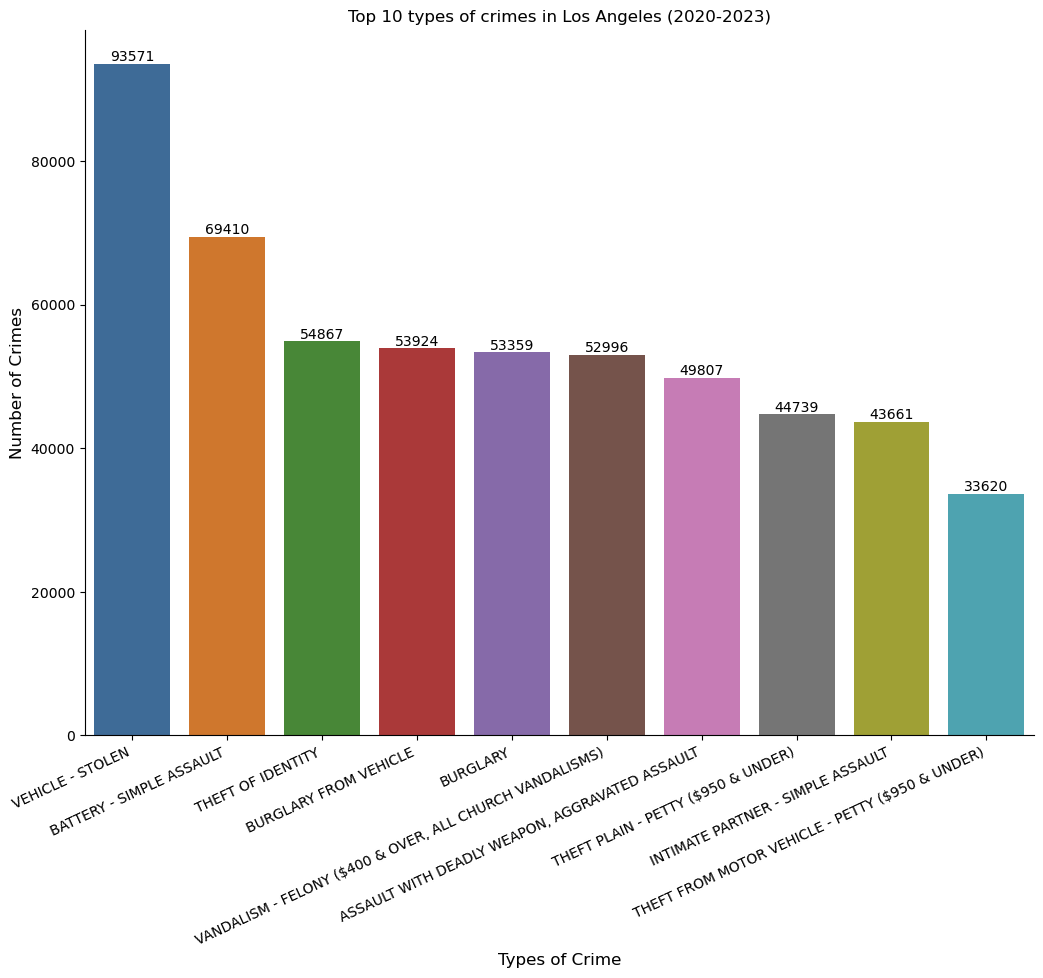 Top 10 types of crimes in Los Angeles (2020-2023)
Number of Crimes
80000
60000
40000
20000
0
93571
69410
54867
53924
53359
52996
49807
44739
43661
33620
VEHICLE - STOLEN
BATTERY - SIMPLE ASSAULT
THEFT OF IDENTITY
BURGLARY FROM VEHICLE
BURGLARY
VANDALISM - FELONY ($400 & OVER, ALL CHURCH VANDALISMS)
ASSAULT WITH DEADLY WEAPON, AGGRAVATED ASSAULT
THEFT PLAIN - PETTY ($950 & UNDER)
INTIMATE PARTNER - SIMPLE ASSAULT
THEFT FROM MOTOR VEHICLE - PETTY ($950 & UNDER)
Types of Crime